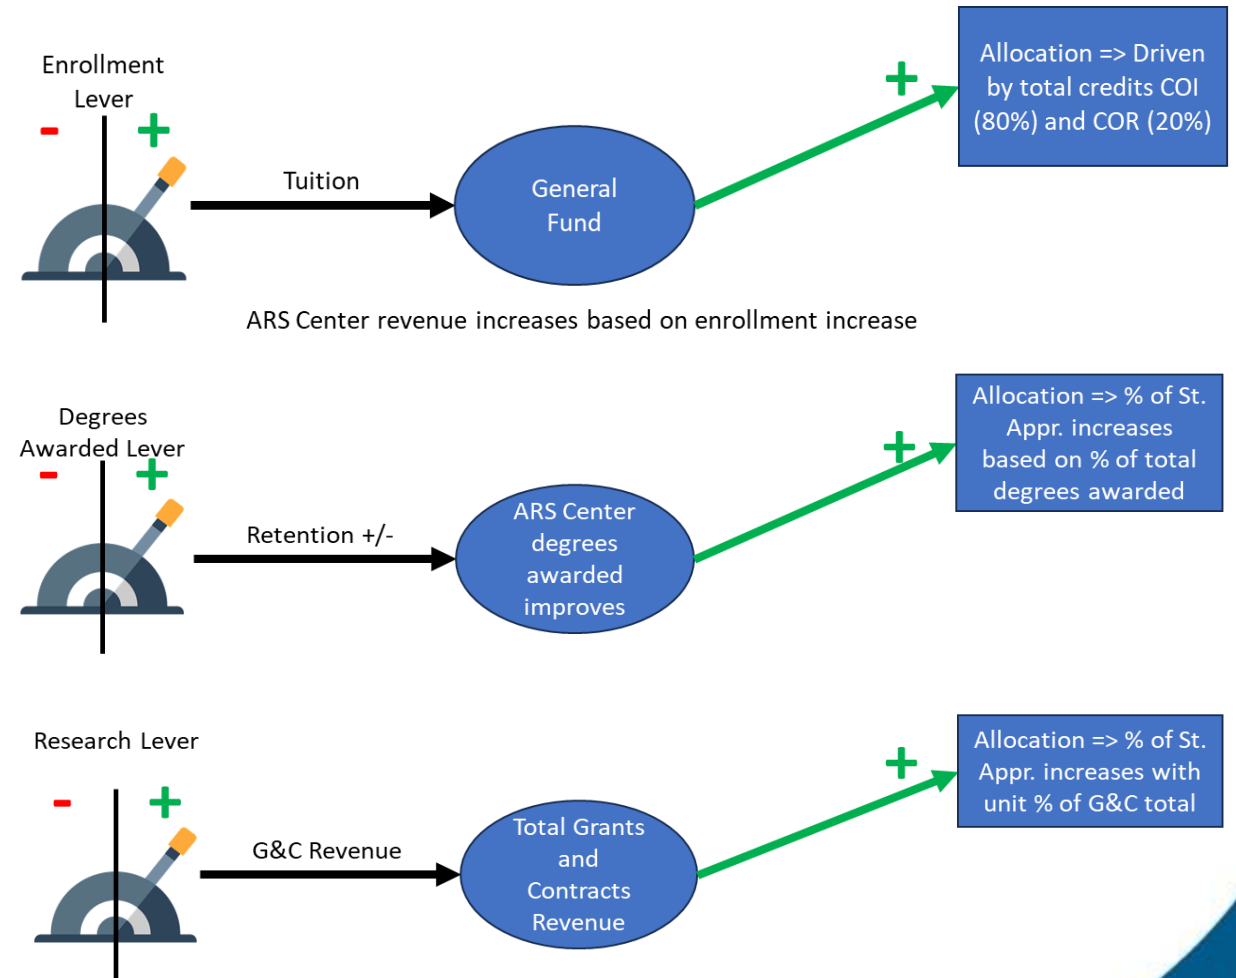 Enrollment
Lever
- +
Tuition
General
Fund
+
Allocation => Driven
by total credits COI
(80%) and COR (20%)
ARS Center revenue increases based on enrollment increase
Degrees
Awarded Lever
- +
Retention +/-
ARS Center
degrees
awarded
improves
+
Allocation => % of St.
Appr. increases
based on % of total
degrees awarded
Research Lever
- +
G&C Revenue
Total Grants
and
Contracts
Revenue
+
Allocation => % of St.
Appr. increases with
unit % of G&C total